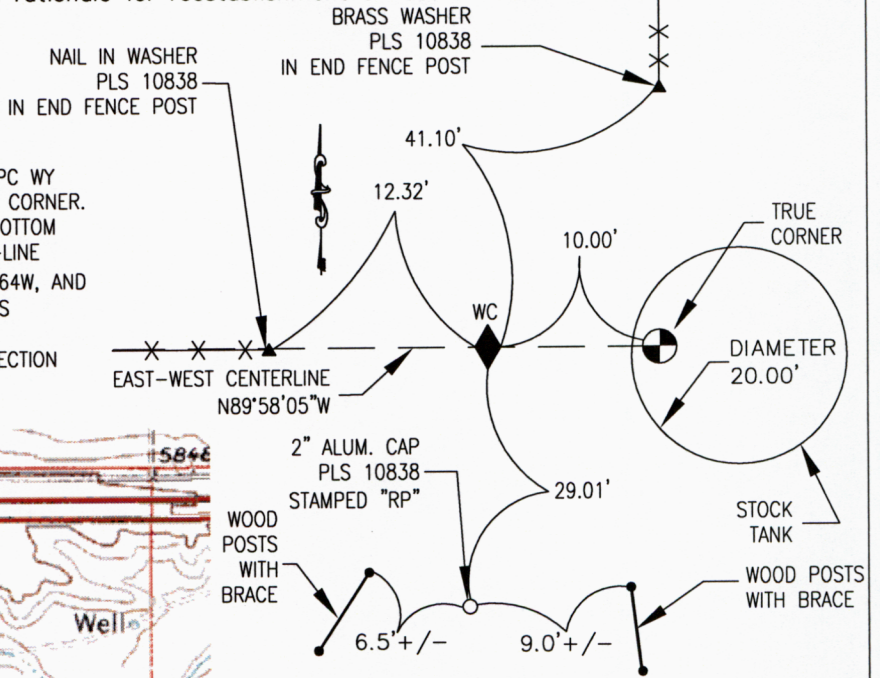 BRASS WASHER
PLS 10838
IN END FENCE POST
NAIL IN WASHER
PLS 10838
IN END FENCE POST
41.10'
12.32'
10.00'
TRUE
CORNER
PC WY
CORNER.
OTTOM
-LINE
64W, AND
S
ECTION
WC
DIAMETER
20.00'
EAST-WEST CENTERLINE
N89°58'05"W
2" ALUM. CAP
PLS 10838
STAMPED "RP"
29.01'
STOCK
TANK
WOOD
POSTS
WITH
BRACE
WOOD POSTS
WITH BRACE
6.5'+/-
9.0'+/-
5848
Well